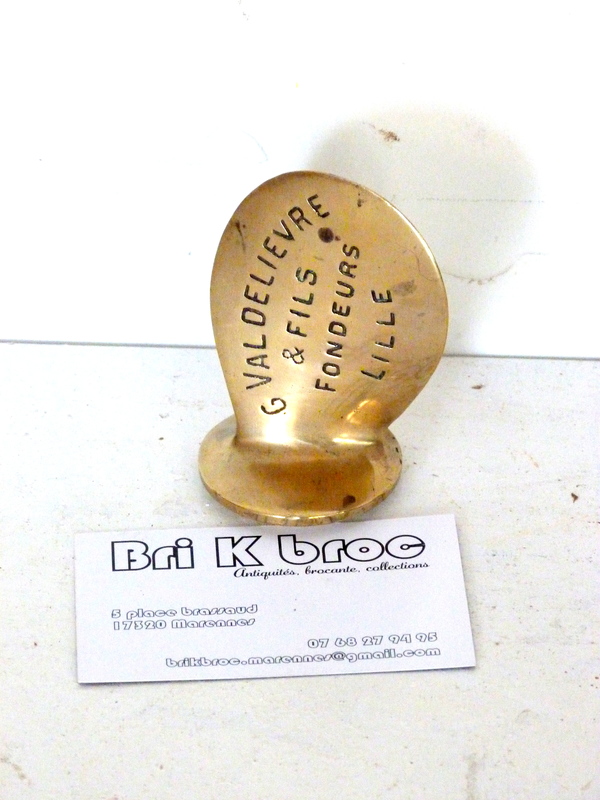 G VALDELIEVRE
& FILS
FONDEURS
LILLE
Bri K broc
Antiquités, brocante, collections
5 place brassaud
17320 Marennes
07 68 27 94 95
brikbroc.marennes@gmail.com